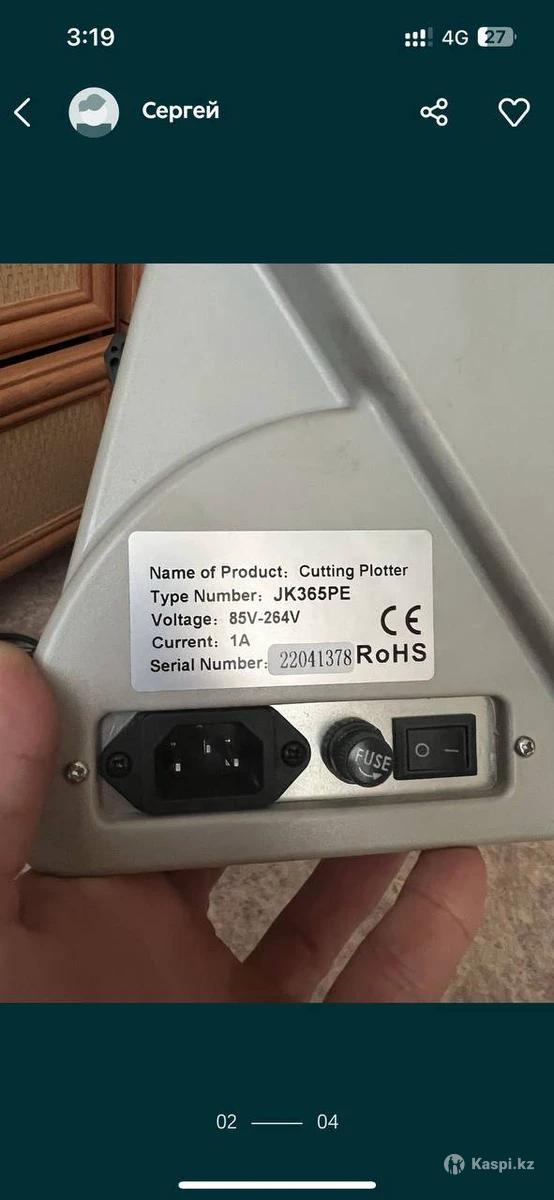 3:19
4G 27
Сергей
Name of Product: Cutting Plotter
Type Number: JK365PE
Voltage: 85V-264V
Current: 1A
Serial Number: 22041378
CE
RoHS
FUSE
02 04
Kaspi.kz